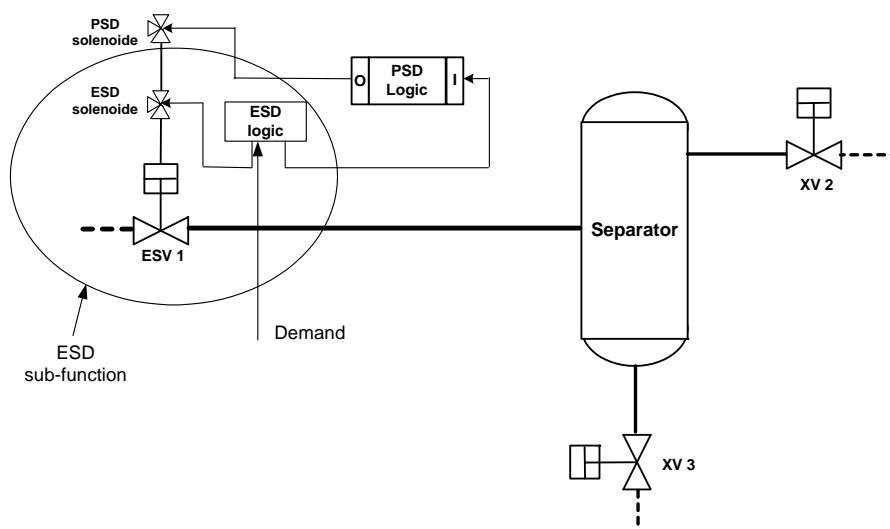 PSD
solenoide
ESD
solenoide
O
PSD
Logic
I
ESD
logic
ESV 1
Separator
XV 2
Demand
ESD
sub-function
XV 3